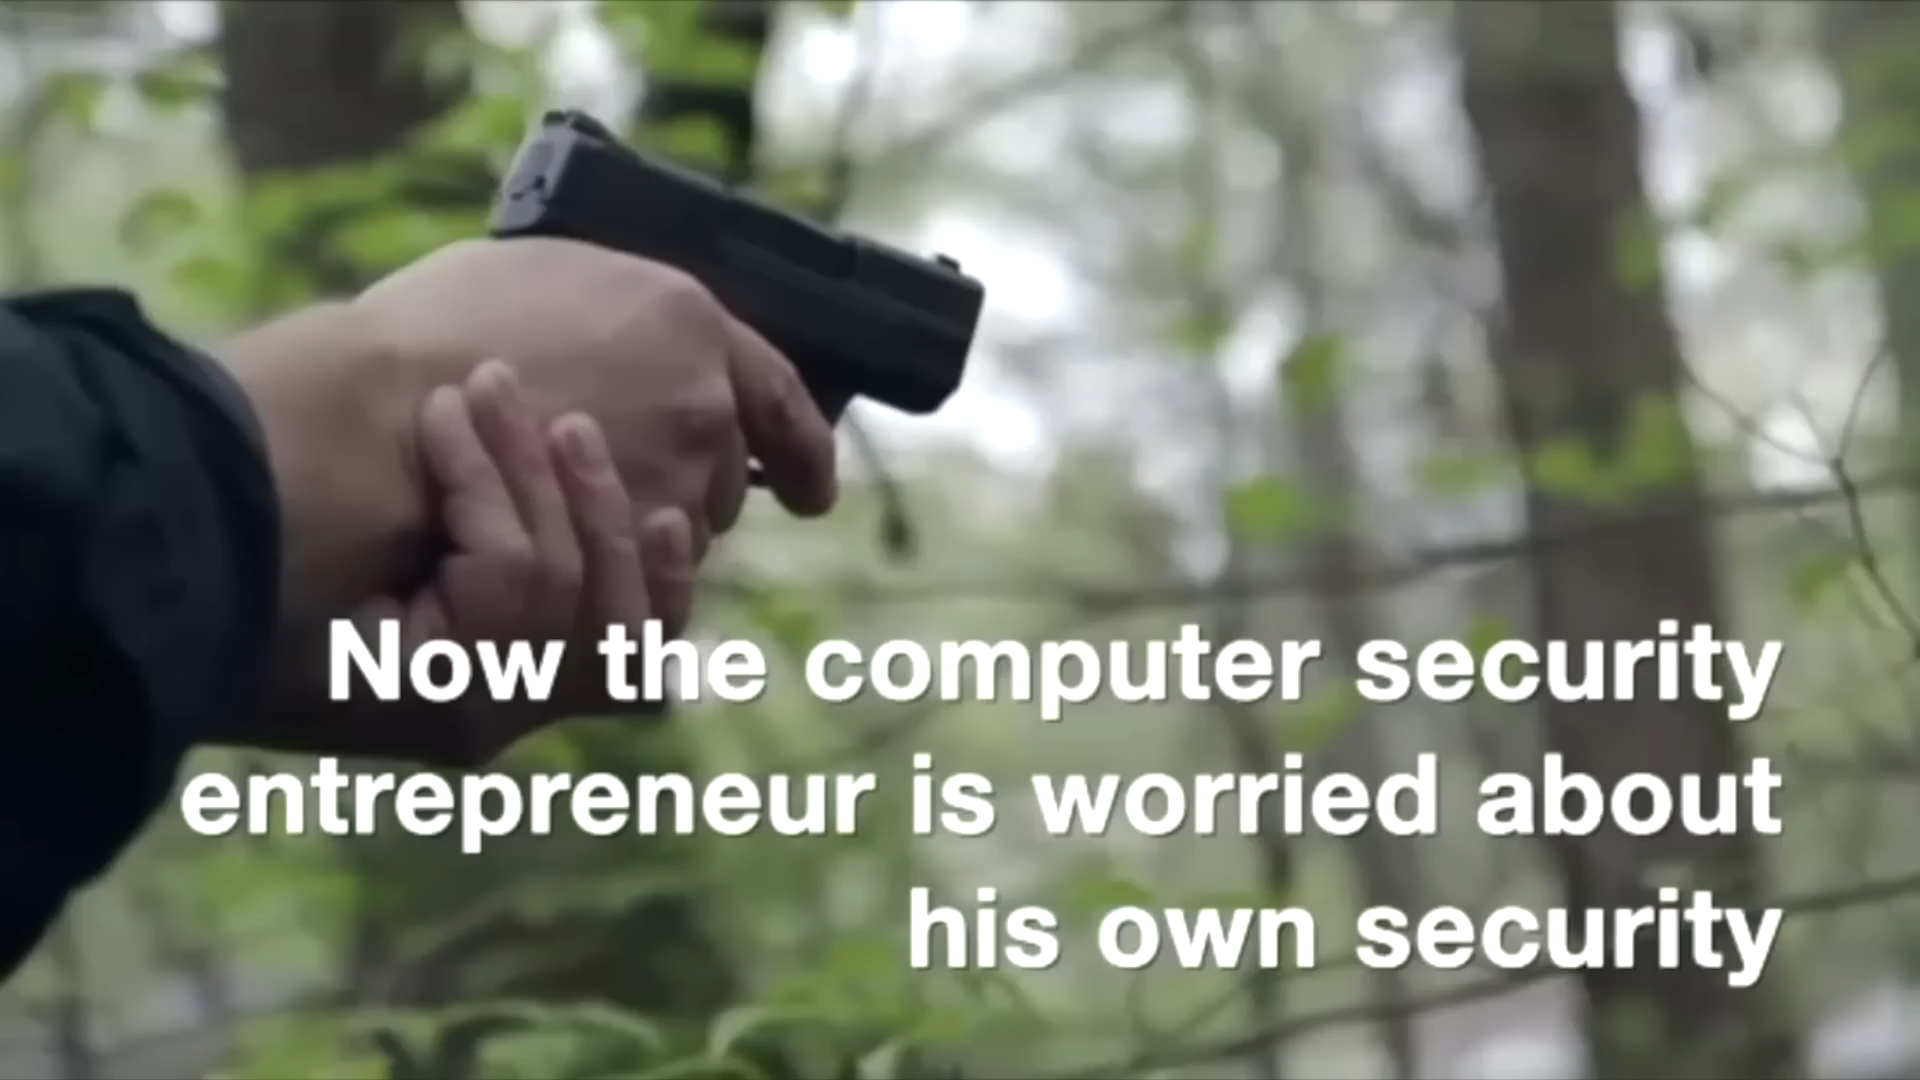 Now the computer security
entrepreneur is worried about
his own security